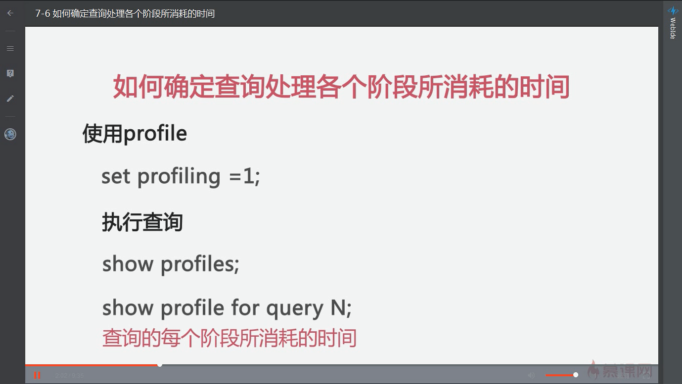 7-6 如何确定查询处理各个阶段所消耗的时间
WebIde
如何确定查询处理各个阶段所消耗的时间
使用profile
set profiling =1;
执行查询
show profiles;
show profile for query N;
查询的每个阶段所消耗的时间
慕课网